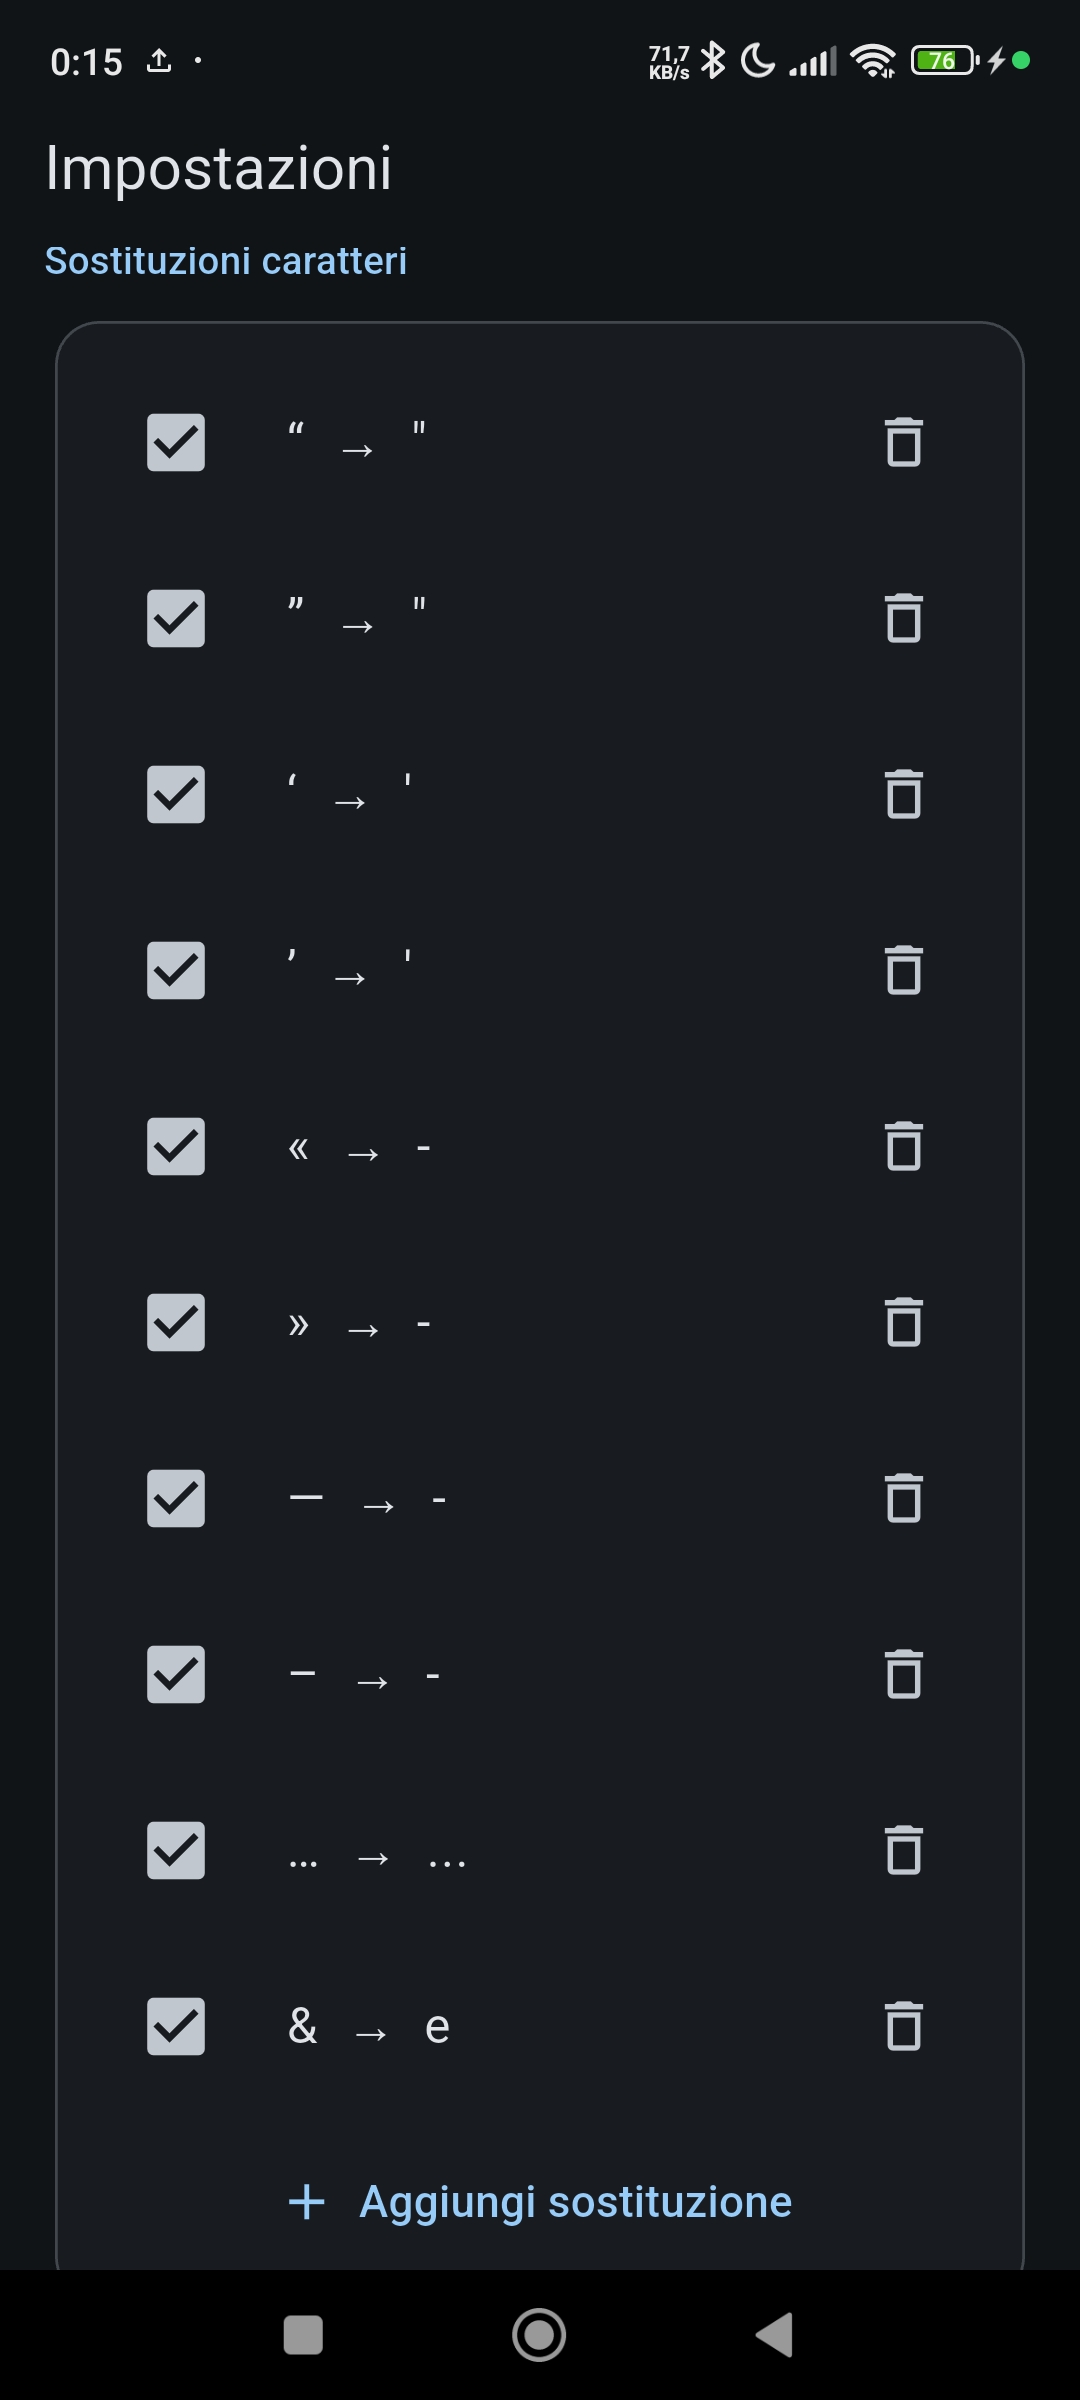 0:15
71,7 KB/s
76
Impostazioni
Sostituzioni caratteri
“ → "
” → "
‘ → '
’ → '
« → -
» → -
— → -
– → -
… → ...
& → e
+ Aggiungi sostituzione